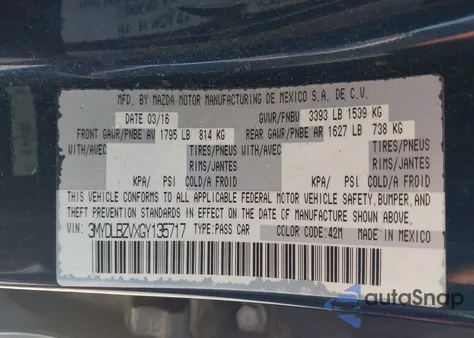 MFD. BY MAZDA MOTOR MANUFACTURING DE MEXICO S.A. DE C.V.
DATE 03/16 GVWR/PNBV 3393 LB 1539 KG
FRONT GAWR/PNBE AV 1795 LB 814 KG REAR GAWR/PNBE AR 1627 LB 738 KG
WITH/AVEC TIRES/PNEUS WITH/AVEC TIRES/PNEUS
RIMS/JANTES RIMS/JANTES
KPA/ PSI COLD/A FROID KPA/ PSI COLD/A FROID
THIS VEHICLE CONFORMS TO ALL APPLICABLE FEDERAL MOTOR VEHICLE SAFETY, BUMPER, AND
THEFT PREVENTION STANDARDS IN EFFECT ON THE DATE OF MANUFACTURE SHOWN ABOVE.
VIN: 3MYDLBZVXGY135717 TYPE:PASS CAR COLOR CODE:42M MADE IN MEXICO
autoSnap